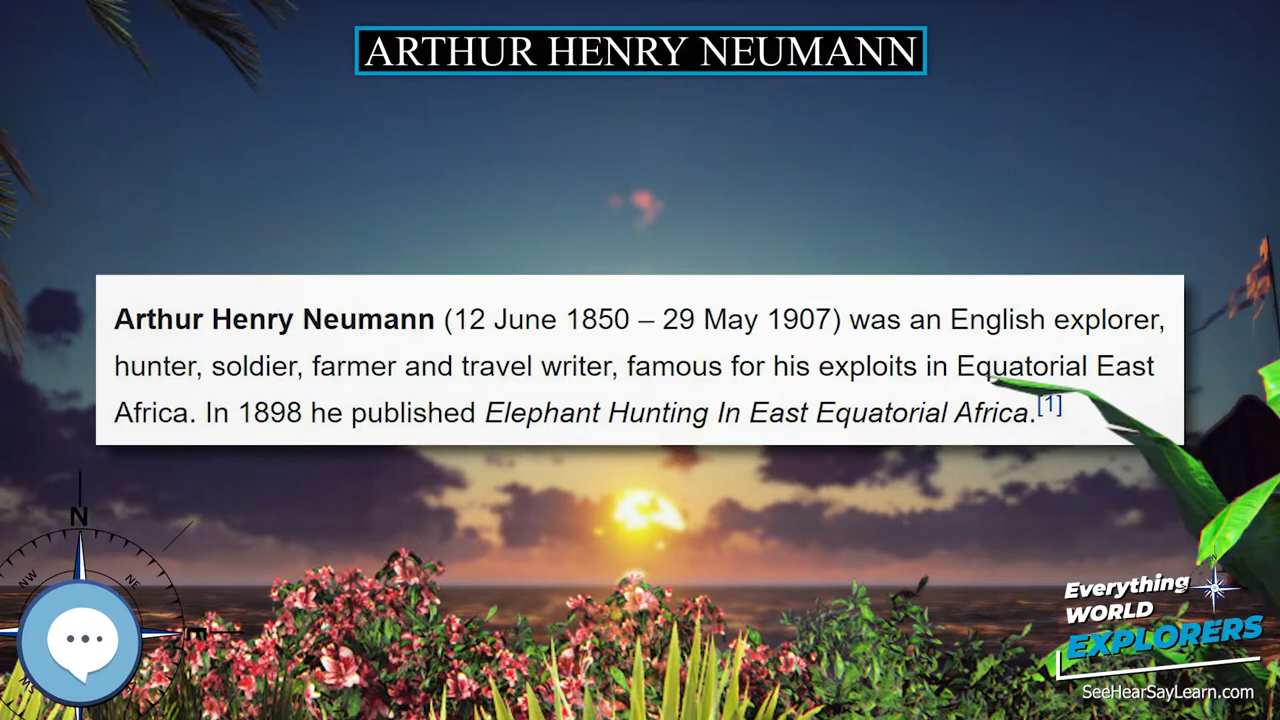 ARTHUR HENRY NEUMANN
Arthur Henry Neumann (12 June 1850 – 29 May 1907) was an English explorer,
hunter, soldier, farmer and travel writer, famous for his exploits in Equatorial East
Africa. In 1898 he published Elephant Hunting In East Equatorial Africa.[1]
N
NW
NE
E
Everything
WORLD
EXPLORERS
SeeHearSayLearn.com